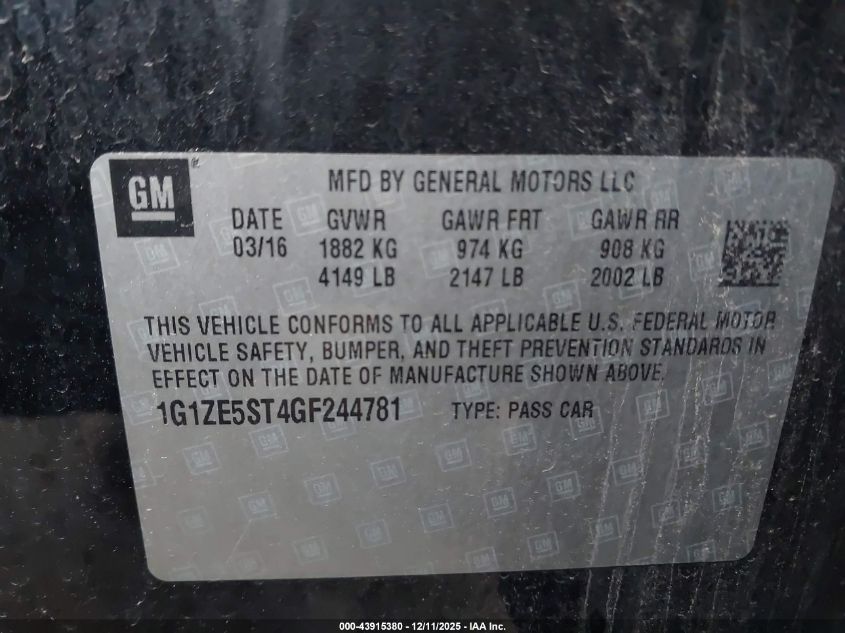 GM ®
MFD BY GENERAL MOTORS LLC
DATE GVWR GAWR FRT GAWR RR
03/16 1882 KG 974 KG 908 KG
4149 LB 2147 LB 2002 LB
THIS VEHICLE CONFORMS TO ALL APPLICABLE U.S. FEDERAL MOTOR
VEHICLE SAFETY, BUMPER, AND THEFT PREVENTION STANDARDS IN
EFFECT ON THE DATE OF MANUFACTURE SHOWN ABOVE.
1G1ZE5ST4GF244781 TYPE: PASS CAR
000-43915380 - 12/11/2025 - IAA Inc.